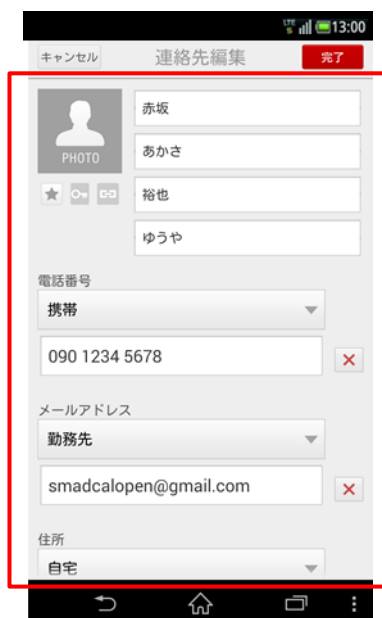 LTE 13:00
キャンセル 連絡先編集 完了
赤坂
PHOTO
あかさ
裕也
ゆうや
電話番号
携帯
090 1234 5678
メールアドレス
勤務先
smadcalopen@gmail.com
住所
自宅